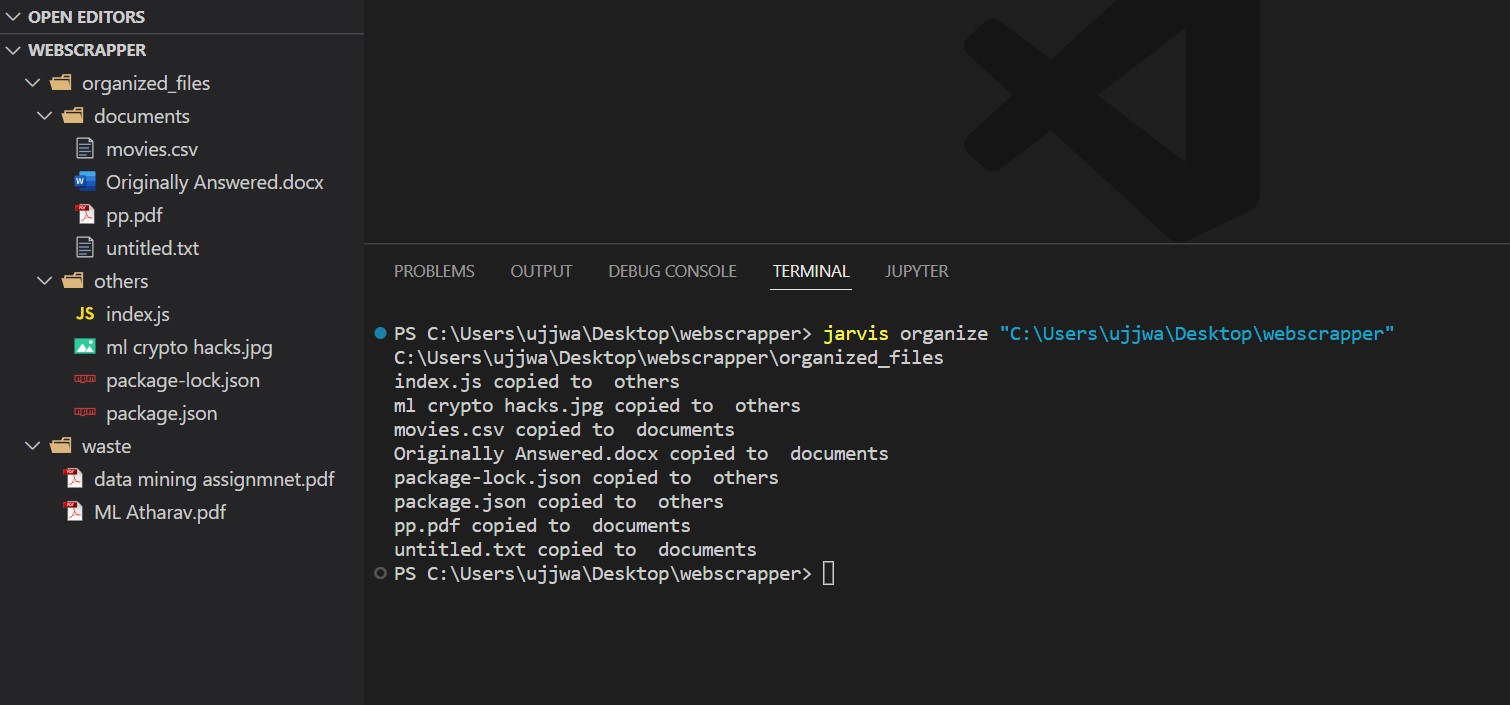 OPEN EDITORS
WEBSCRAPPER
organized_files
documents
movies.csv
Originally Answered.docx
pp.pdf
untitled.txt
others
JS index.js
ml crypto hacks.jpg
package-lock.json
package.json
waste
data mining assignmnet.pdf
ML Atharav.pdf
PROBLEMS OUTPUT DEBUG CONSOLE TERMINAL JUPYTER
PS C:\Users\ujjwa\Desktop\webscrapper> jarvis organize "C:\Users\ujjwa\Desktop\webscrapper"
C:\Users\ujjwa\Desktop\webscrapper\organized_files
index.js copied to  others
ml crypto hacks.jpg copied to  others
movies.csv copied to  documents
Originally Answered.docx copied to  documents
package-lock.json copied to  others
package.json copied to  others
pp.pdf copied to  documents
untitled.txt copied to  documents
PS C:\Users\ujjwa\Desktop\webscrapper>